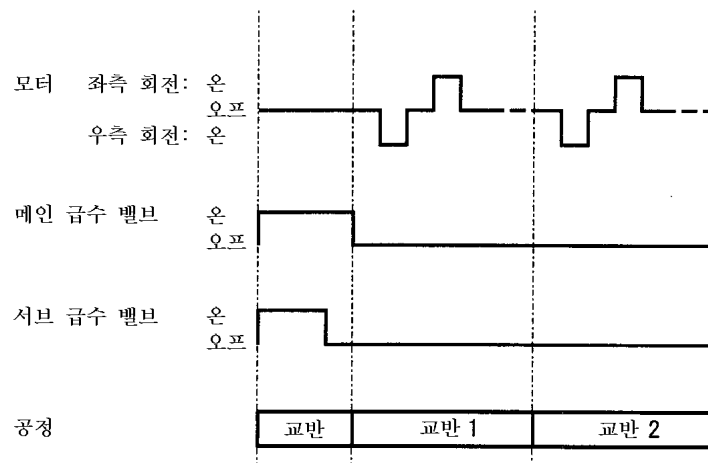 모터 좌측 회전: 온
오프
우측 회전: 온
메인 급수 밸브 온
오프
서브 급수 밸브 온
오프
공정 교반 교반 1 교반 2